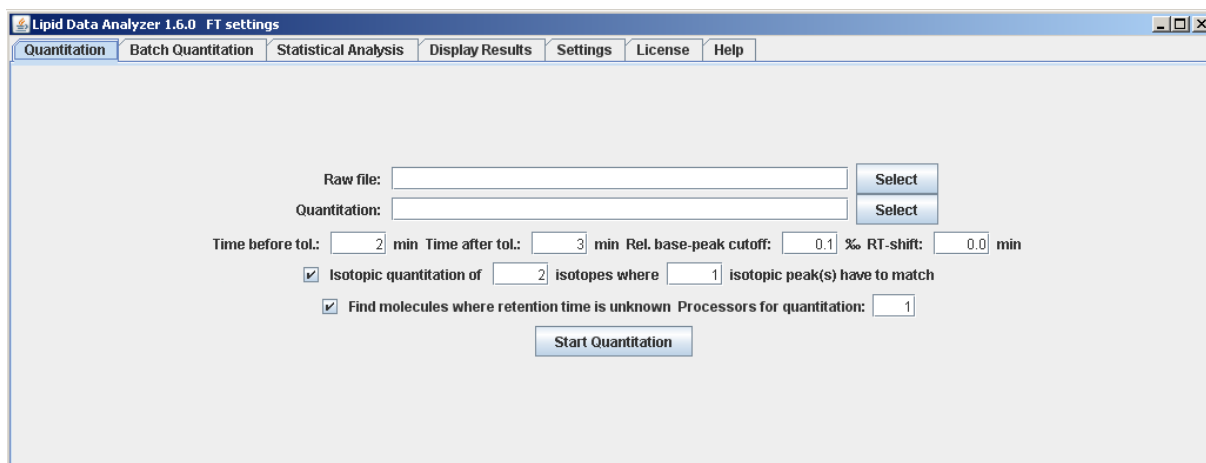 Lipid Data Analyzer 1.6.0 FT settings
Quantitation Batch Quantitation Statistical Analysis Display Results Settings License Help
Raw file: Select
Quantitation: Select
Time before tol.: 2 min Time after tol.: 3 min Rel. base-peak cutoff: 0.1 ‰ RT-shift: 0.0 min
Isotopic quantitation of 2 isotopes where 1 isotopic peak(s) have to match
Find molecules where retention time is unknown Processors for quantitation: 1
Start Quantitation